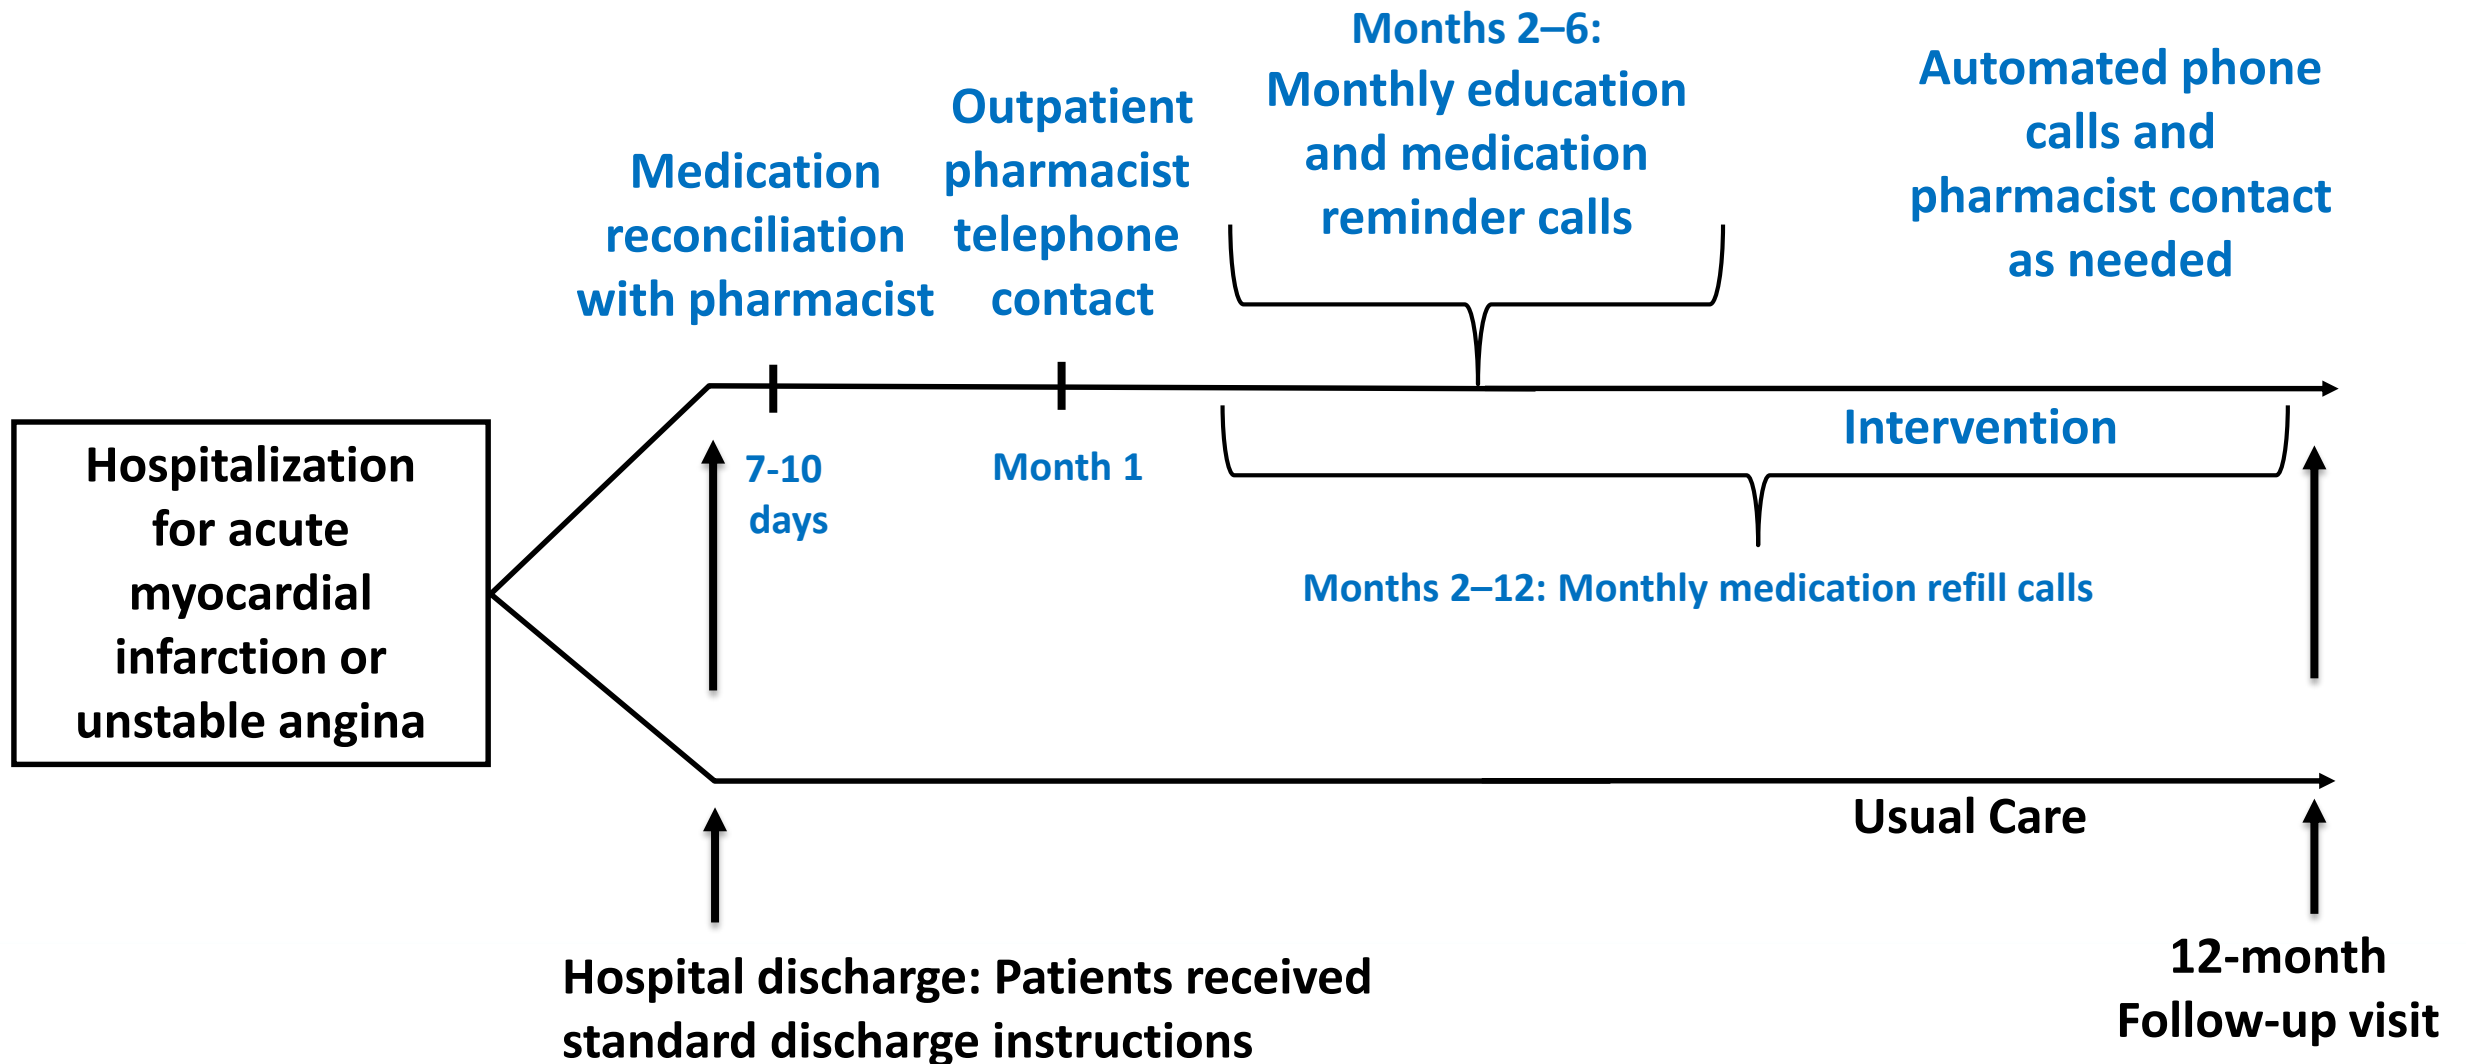 Months 2–6:
Monthly education
and medication
reminder calls
Automated phone
calls and
pharmacist contact
as needed
Outpatient
pharmacist
telephone
contact
Medication
reconciliation
with pharmacist
Hospitalization
for acute
myocardial
infarction or
unstable angina
7-10
days
Month 1
Intervention
Months 2–12: Monthly medication refill calls
Usual Care
Hospital discharge: Patients received
standard discharge instructions
12-month
Follow-up visit